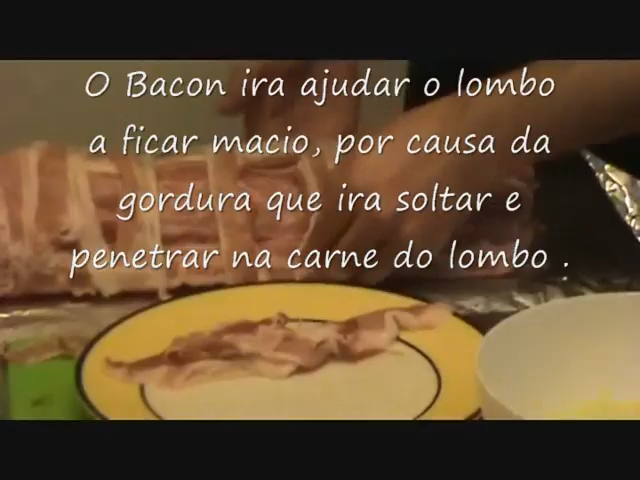 O Bacon ira ajudar o lombo
a ficar macio, por causa da
gordura que ira soltar e
penetrar na carne do lombo .